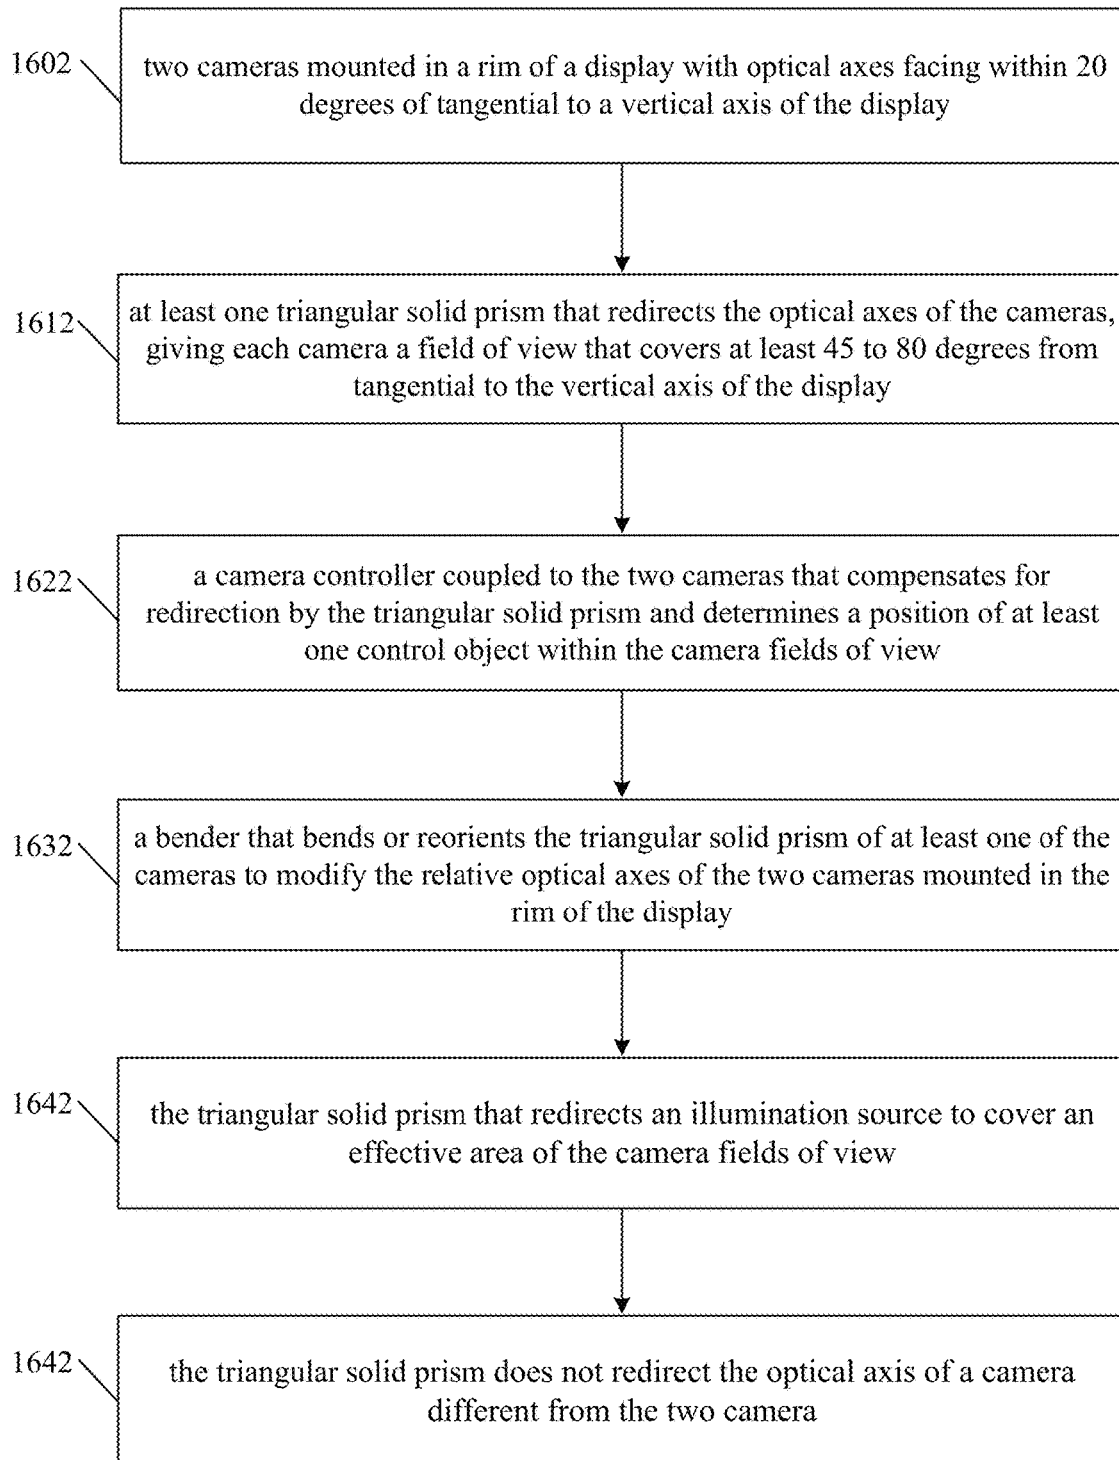 1602
two cameras mounted in a rim of a display with optical axes facing within 20
degrees of tangential to a vertical axis of the display
1612
at least one triangular solid prism that redirects the optical axes of the cameras,
giving each camera a field of view that covers at least 45 to 80 degrees from
tangential to the vertical axis of the display
1622
a camera controller coupled to the two cameras that compensates for
redirection by the triangular solid prism and determines a position of at least
one control object within the camera fields of view
1632
a bender that bends or reorients the triangular solid prism of at least one of the
cameras to modify the relative optical axes of the two cameras mounted in the
rim of the display
1642
the triangular solid prism that redirects an illumination source to cover an
effective area of the camera fields of view
1642
the triangular solid prism does not redirect the optical axis of a camera
different from the two camera